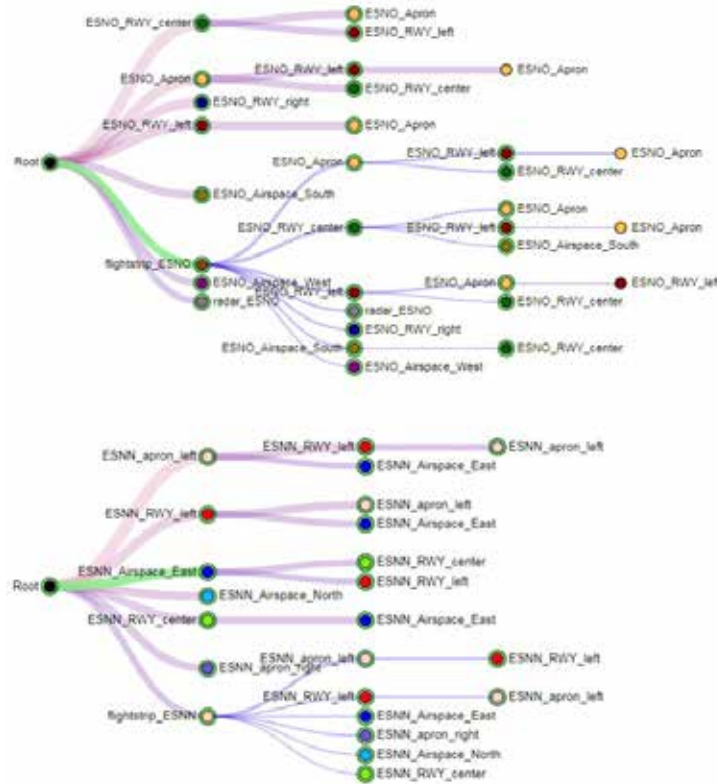 ESNO_Apron
ESNO_RWY_center
ESNO_RWY_left
ESNO_RWY_left
ESNO_Apron
ESNO_Apron
ESNO_RWY_center
ESNO_RWY_right
ESNO_RWY_left
ESNO_Apron
ESNO_RWY_left
ESNO_Apron
Root
ESNO_Apron
ESNO_RWY_center
ESNO_Airspace_South
ESNO_Apron
ESNO_RWY_center
ESNO_RWY_left
ESNO_Apron
ESNO_Airspace_South
flightstrip_ESNO
ESNO_Airspace_West
ESNO_RWY_left
ESNO_Apron
ESNO_RWY_left
radar_ESNO
ESNO_RWY_center
radar_ESNO
ESNO_RWY_right
ESNO_Airspace_South
ESNO_RWY_center
ESNO_Airspace_West
ESNN_RWY_left
ESNN_apron_left
ESNN_apron_left
ESNN_Airspace_East
ESNN_apron_left
ESNN_RWY_left
ESNN_Airspace_East
ESNN_RWY_center
ESNN_Airspace_East
ESNN_RWY_left
Root
ESNN_Airspace_North
ESNN_RWY_center
ESNN_Airspace_East
ESNN_apron_left
ESNN_RWY_left
ESNN_apron_right
ESNN_RWY_left
ESNN_apron_left
flightstrip_ESNN
ESNN_Airspace_East
ESNN_apron_right
ESNN_Airspace_North
ESNN_RWY_center